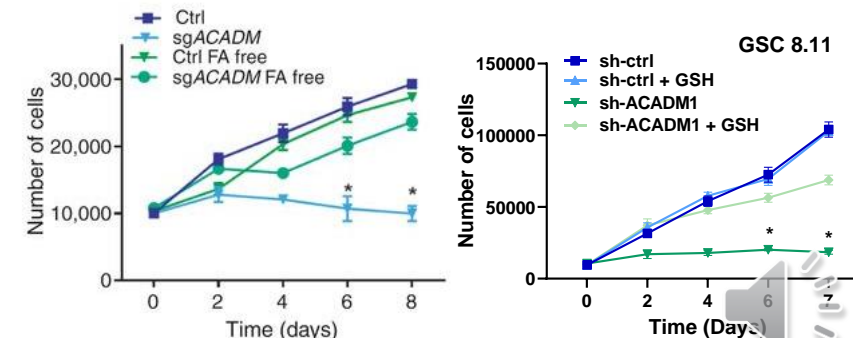 Ctrl
sgACADM
Ctrl FA free
sgACADM FA free
Number of cells
30,000
20,000
10,000
0
*
*
0 2 4 6 8
Time (days)
GSC 8.11
sh-ctrl
sh-ctrl + GSH
sh-ACADM1
sh-ACADM1 + GSH
Number of cells
150000
100000
50000
0
*
*
0 2 4 6 7
Time (Days)